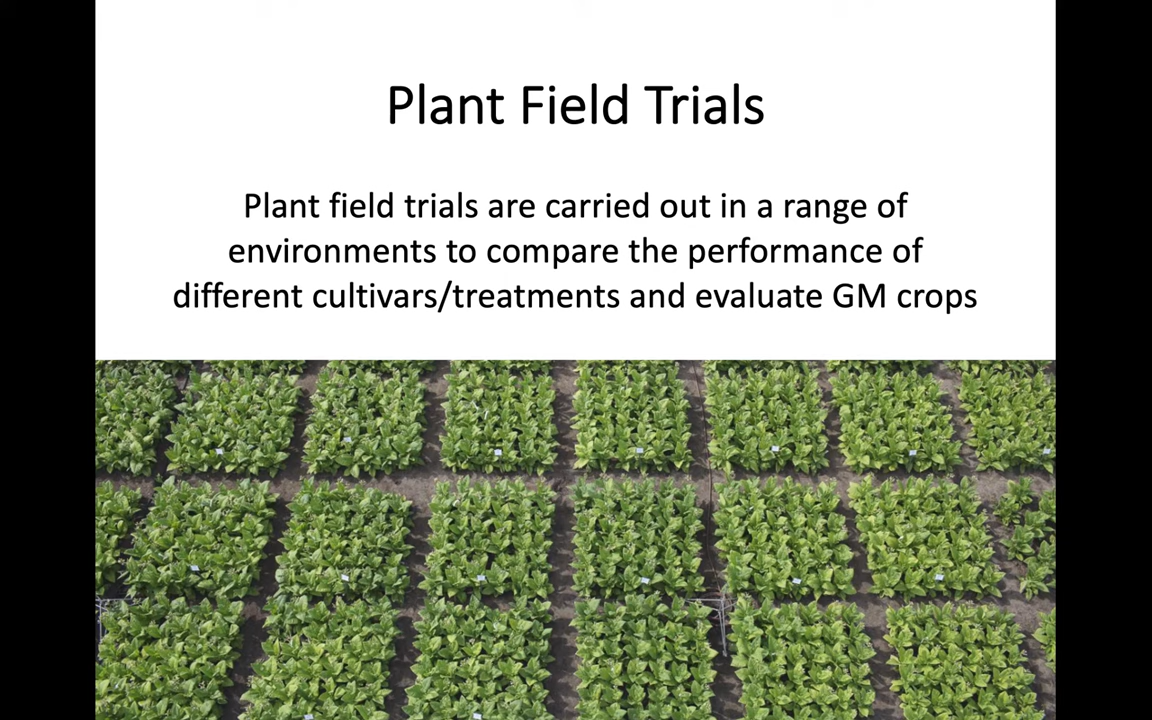 Plant Field Trials
Plant field trials are carried out in a range of
environments to compare the performance of
different cultivars/treatments and evaluate GM crops